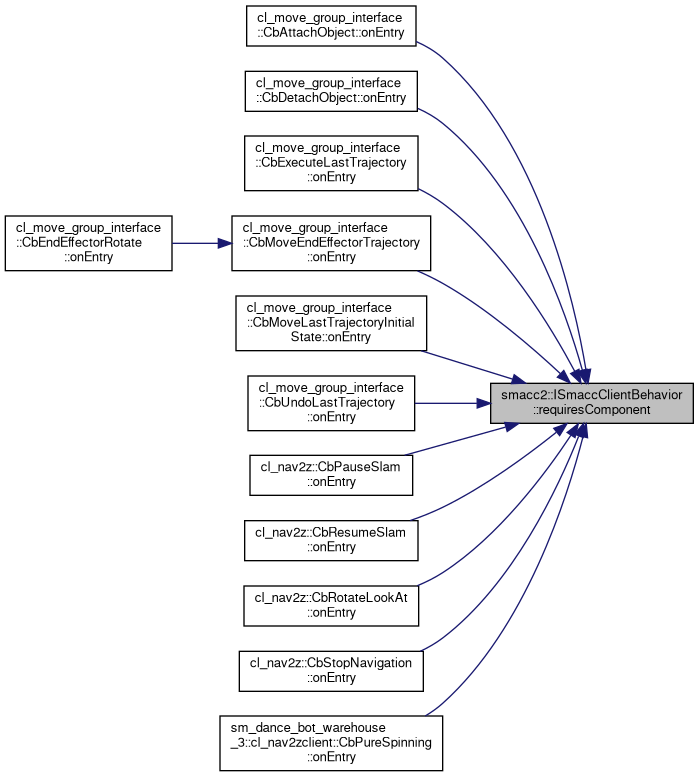 cl_move_group_interface
::CbAttachObject::onEntry
cl_move_group_interface
::CbDetachObject::onEntry
cl_move_group_interface
::CbExecuteLastTrajectory
::onEntry
cl_move_group_interface
::CbEndEffectorRotate
::onEntry
cl_move_group_interface
::CbMoveEndEffectorTrajectory
::onEntry
cl_move_group_interface
::CbMoveLastTrajectoryInitial
State::onEntry
cl_move_group_interface
::CbUndoLastTrajectory
::onEntry
smacc2::ISmaccClientBehavior
::requiresComponent
cl_nav2z::CbPauseSlam
::onEntry
cl_nav2z::CbResumeSlam
::onEntry
cl_nav2z::CbRotateLookAt
::onEntry
cl_nav2z::CbStopNavigation
::onEntry
sm_dance_bot_warehouse
_3::cl_nav2zclient::CbPureSpinning
::onEntry